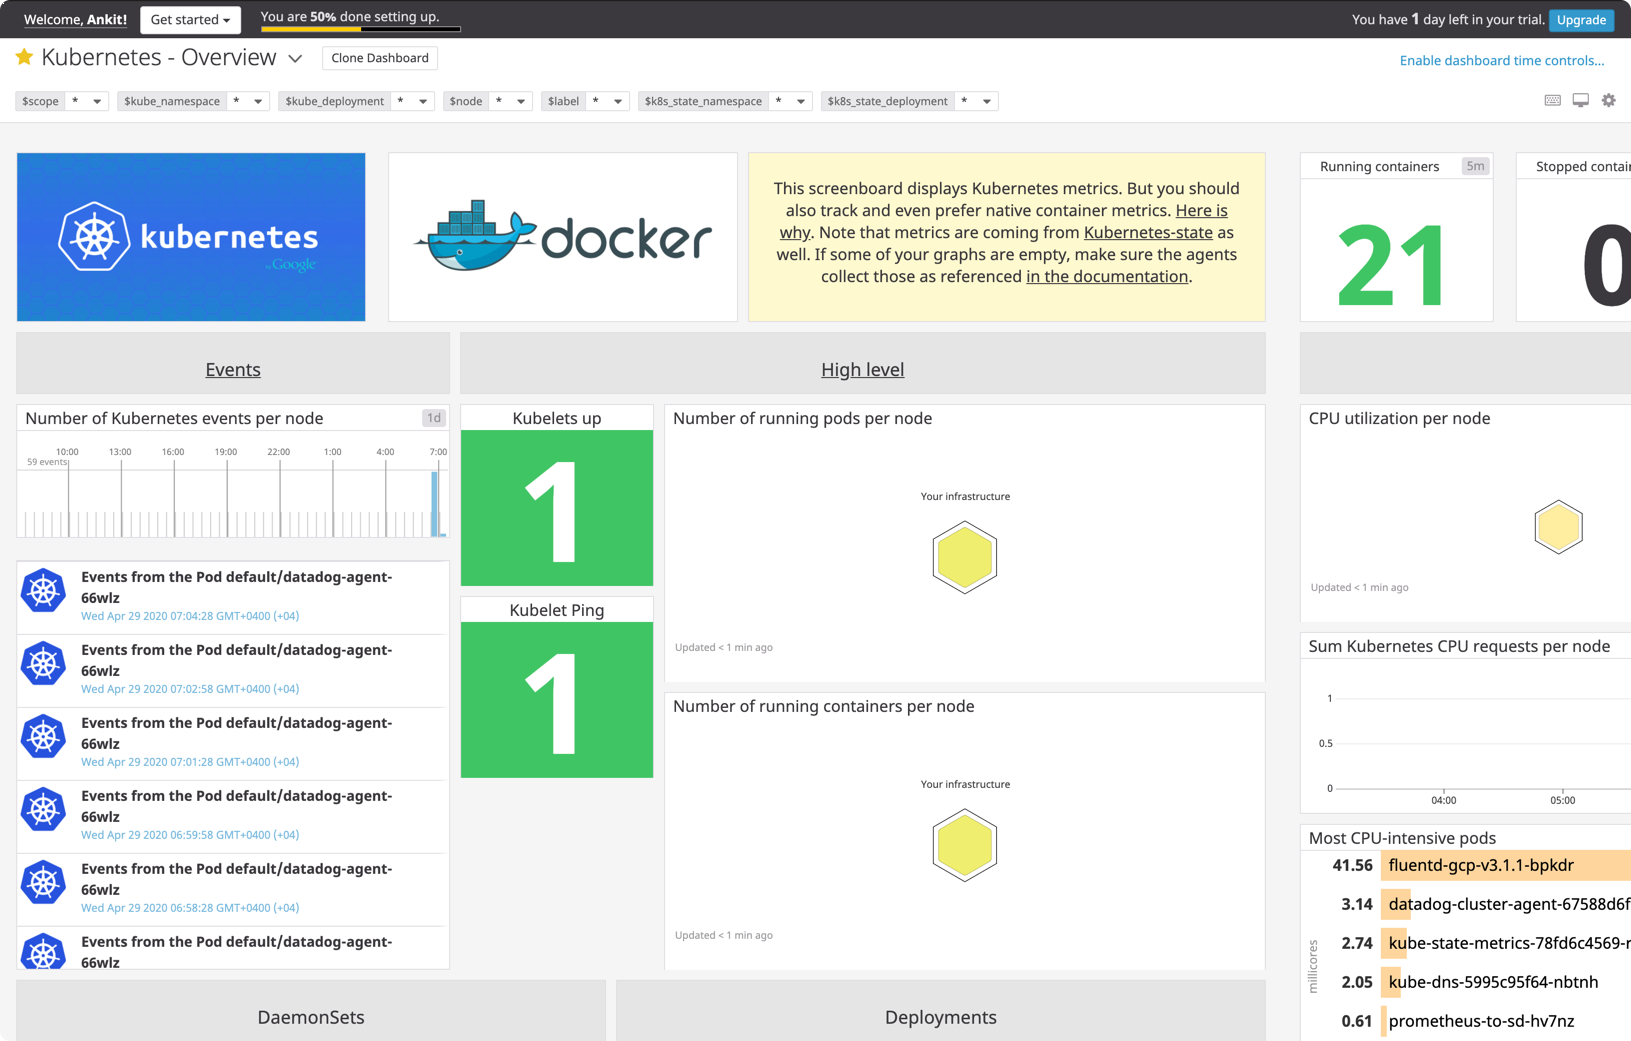 Welcome, Ankit!
Get started
You are 50% done setting up.
You have 1 day left in your trial.
Upgrade
Kubernetes - Overview
Clone Dashboard
Enable dashboard time controls...
$scope *
$kube_namespace *
$kube_deployment *
$node *
$label *
$k8s_state_namespace *
$k8s_state_deployment *
kubernetes
by Google
docker
This screenboard displays Kubernetes metrics. But you should
also track and even prefer native container metrics. Here is
why. Note that metrics are coming from Kubernetes-state as
well. If some of your graphs are empty, make sure the agents
collect those as referenced in the documentation.
Running containers 5m
21
Stopped contai
0
Events
High level
Number of Kubernetes events per node 1d
10:00 13:00 16:00 19:00 22:00 1:00 4:00 7:00
59 events
Events from the Pod default/datadog-agent-
66wlz
Wed Apr 29 2020 07:04:28 GMT+0400 (+04)
Events from the Pod default/datadog-agent-
66wlz
Wed Apr 29 2020 07:02:58 GMT+0400 (+04)
Events from the Pod default/datadog-agent-
66wlz
Wed Apr 29 2020 07:01:28 GMT+0400 (+04)
Events from the Pod default/datadog-agent-
66wlz
Wed Apr 29 2020 06:59:58 GMT+0400 (+04)
Events from the Pod default/datadog-agent-
66wlz
Wed Apr 29 2020 06:58:28 GMT+0400 (+04)
Events from the Pod default/datadog-agent-
66wlz
Kubelets up
1
Kubelet Ping
1
Number of running pods per node
Your infrastructure
Updated < 1 min ago
Number of running containers per node
Your infrastructure
Updated < 1 min ago
CPU utilization per node
Updated < 1 min ago
Sum Kubernetes CPU requests per node
1
0.5
0
04:00 05:00
Most CPU-intensive pods
millicores
41.56 fluentd-gcp-v3.1.1-bpkdr
3.14 datadog-cluster-agent-67588d6f
2.74 kube-state-metrics-78fd6c4569-
2.05 kube-dns-5995c95f64-nbtnh
0.61 prometheus-to-sd-hv7nz
DaemonSets
Deployments